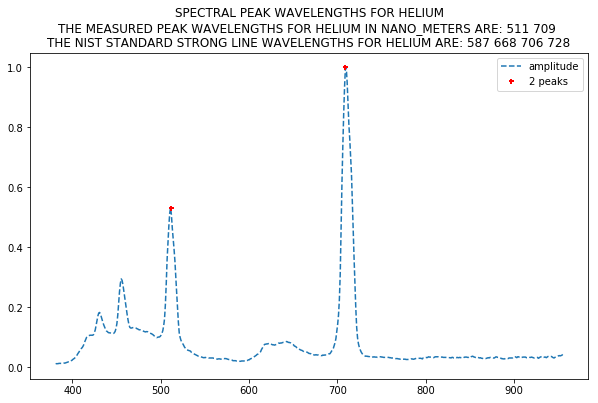 SPECTRAL PEAK WAVELENGTHS FOR HELIUM
THE MEASURED PEAK WAVELENGTHS FOR HELIUM IN NANO_METERS ARE: 511 709
THE NIST STANDARD STRONG LINE WAVELENGTHS FOR HELIUM ARE: 587 668 706 728
1.0
0.8
0.6
0.4
0.2
0.0
400 500 600 700 800 900
amplitude
2 peaks